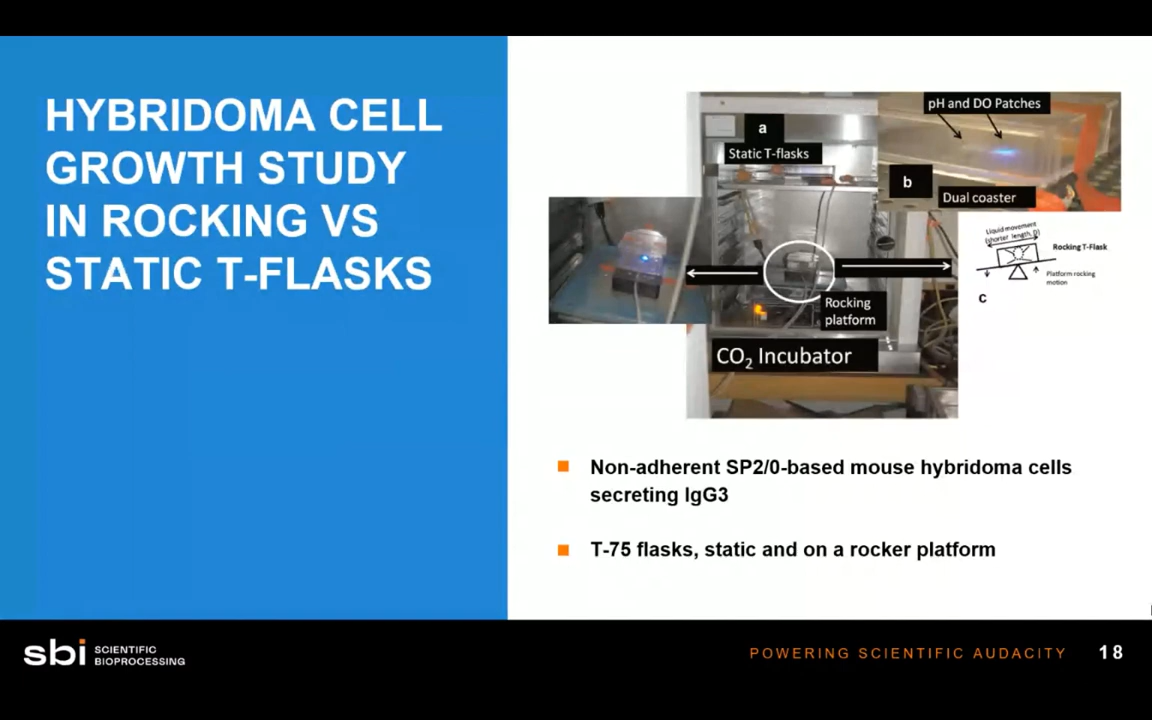 HYBRIDOMA CELL
GROWTH STUDY
IN ROCKING VS
STATIC T-FLASKS
pH and DO Patches
a
Static T-flasks
b
Dual coaster
Liquid movement
(shorter length, D)
Rocking T-Flask
Platform rocking
motion
c
Rocking
platform
CO₂ Incubator
Non-adherent SP2/0-based mouse hybridoma cells
secreting IgG3
T-75 flasks, static and on a rocker platform
sbi SCIENTIFIC
BIOPROCESSING
POWERING SCIENTIFIC AUDACITY 18